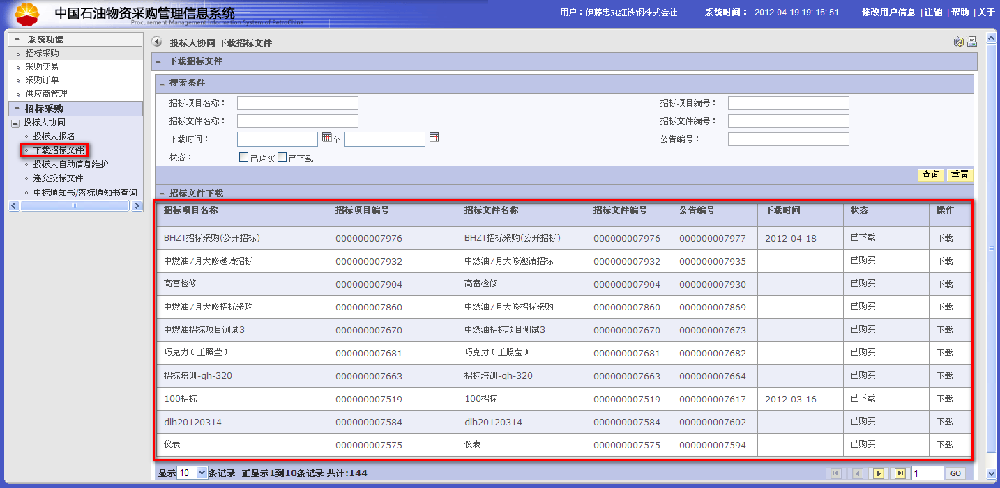 中国石油物资采购管理信息系统
Procurement Management Information System of PetroChina
用户：伊藤忠丸红铁钢株式会社 系统时间： 2012-04-19 19:16:51 修改用户信息 |注销 |帮助 |关于
系统功能
招标采购
采购交易
采购订单
供应商管理
招标采购
投标人协同
投标人报名
下载招标文件
投标人自助信息维护
递交投标文件
中标通知书/落标通知书查询
投标人协同 下载招标文件
下载招标文件
搜索条件
招标项目名称： 招标项目编号：
招标文件名称： 招标文件编号：
下载时间： 至 公告编号：
状态： 已购买 已下载
查询 重置
招标文件下载
招标项目名称 招标项目编号 招标文件名称 招标文件编号 公告编号 下载时间 状态 操作
BHZT招标采购(公开招标) 000000007976 BHZT招标采购(公开招标) 000000007976 000000007977 2012-04-18 已下载 下载
中燃油7月大修邀请招标 000000007932 中燃油7月大修邀请招标 000000007932 000000007935 已购买 下载
高富检修 000000007904 高富检修 000000007904 000000007930 已购买 下载
中燃油7月大修招标采购 000000007860 中燃油7月大修招标采购 000000007860 000000007869 已购买 下载
中燃油招标项目测试3 000000007670 中燃油招标项目测试3 000000007670 000000007673 已购买 下载
巧克力（王照莹） 000000007681 巧克力（王照莹） 000000007681 000000007682 已购买 下载
招标培训-qh-320 000000007663 招标培训-qh-320 000000007663 000000007664 已购买 下载
100招标 000000007519 100招标 000000007519 000000007617 2012-03-16 已下载 下载
dlh20120314 000000007584 dlh20120314 000000007584 000000007602 已购买 下载
仪表 000000007575 仪表 000000007575 000000007594 已购买 下载
显示 10 条记录 正显示1到10条记录 共计:144 1 GO